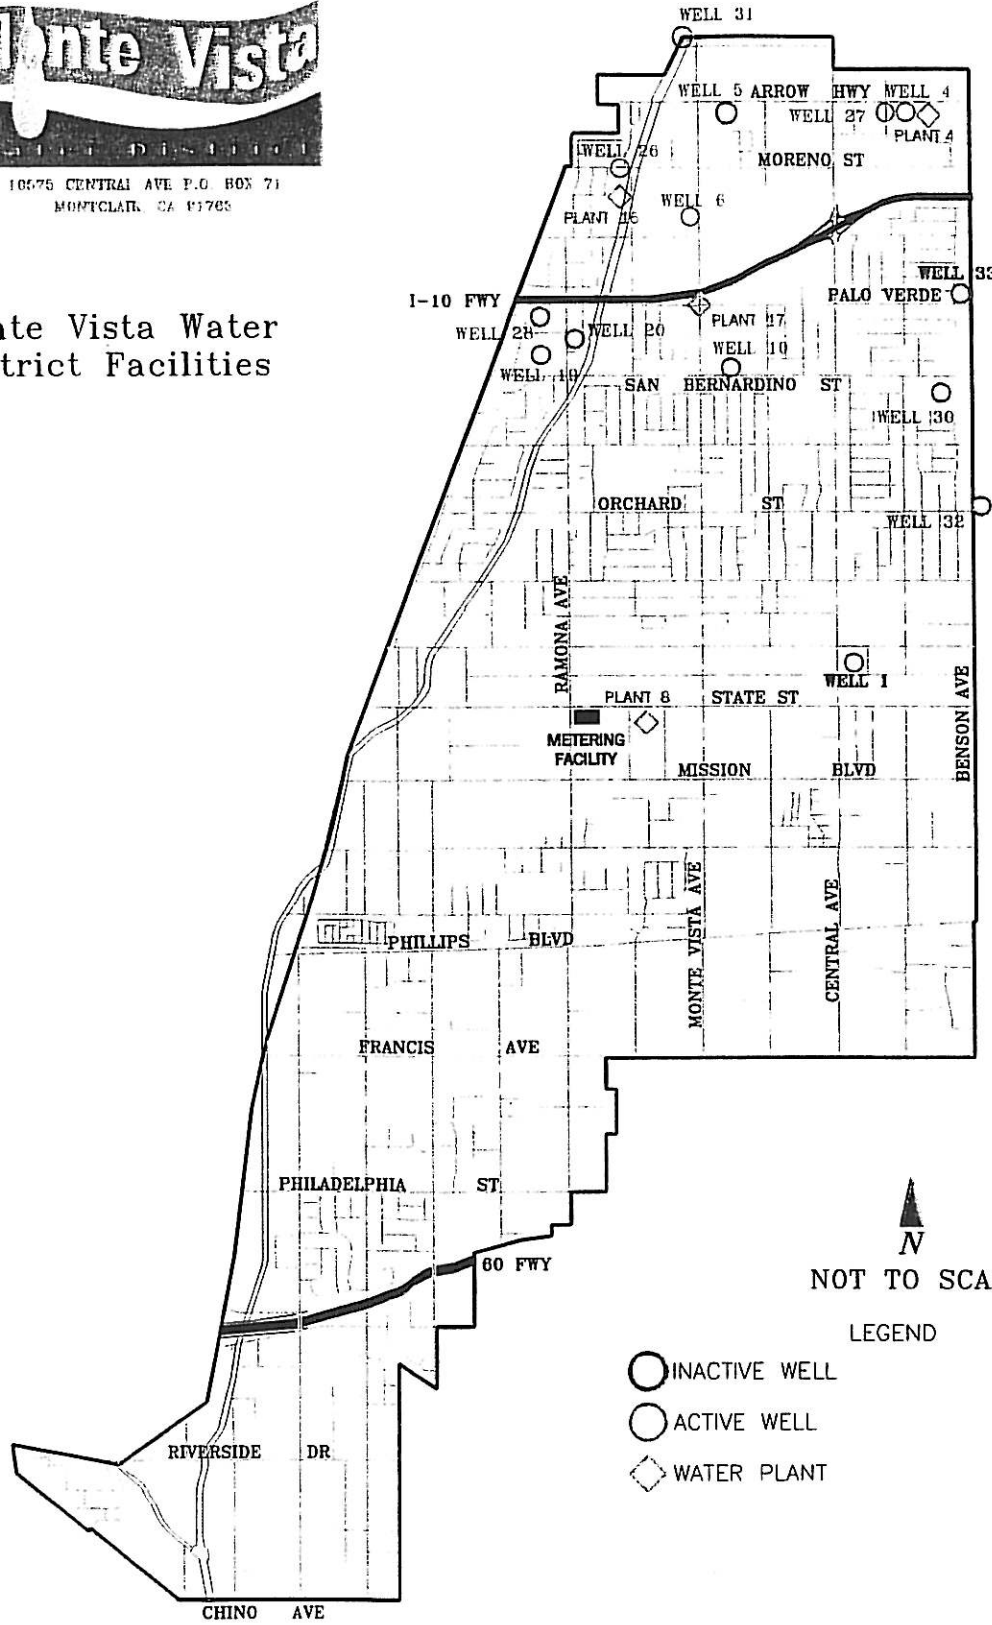 onte Vista
10575 CENTRAL AVE P.O. BOX 71
MONTCLAIR, CA 91763
te Vista Water
trict Facilities
WELL 31
WELL 5
ARROW HWY
WELL 4
WELL 27
PLANT 4
WELL 26
MORENO ST
PLANT
WELL 6
WELL 33
I-10 FWY
PALO VERDE
PLANT 17
WELL 28
WELL 20
WELL 19
WELL 10
SAN BERNARDINO ST
WELL 30
ORCHARD ST
WELL 32
RAMONA AVE
WELL 1
PLANT 8
STATE ST
BENSON AVE
METERING
FACILITY
MISSION BLVD
MONTE VISTA AVE
CENTRAL AVE
PHILLIPS BLVD
FRANCIS AVE
PHILADELPHIA ST
60 FWY
N
NOT TO SCA
LEGEND
INACTIVE WELL
ACTIVE WELL
WATER PLANT
RIVERSIDE DR
CHINO AVE